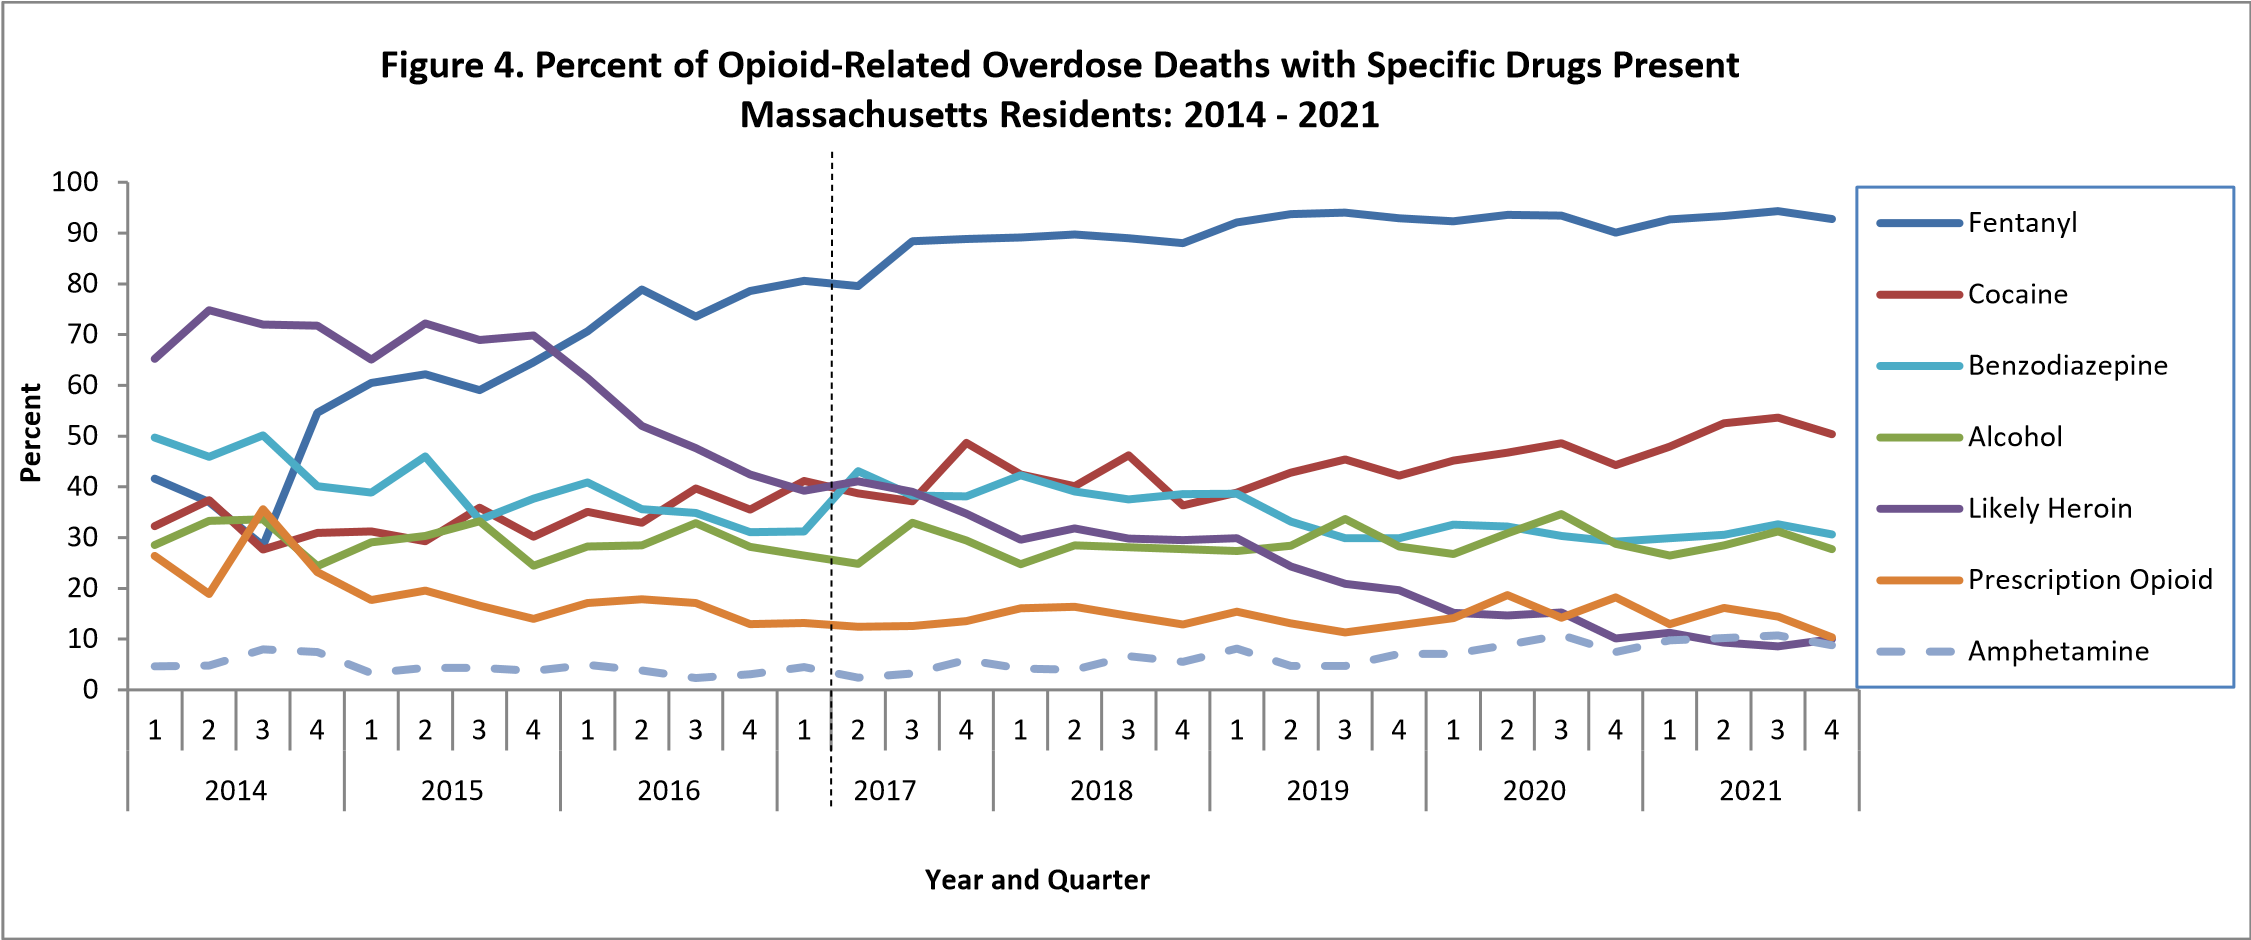 Figure 4. Percent of Opioid-Related Overdose Deaths with Specific Drugs Present
Massachusetts Residents: 2014 - 2021
Percent
100
90
80
70
60
50
40
30
20
10
0
1 2 3 4 1 2 3 4 1 2 3 4 1 2 3 4 1 2 3 4 1 2 3 4 1 2 3 4 1 2 3 4
2014 2015 2016 2017 2018 2019 2020 2021
Year and Quarter
Fentanyl
Cocaine
Benzodiazepine
Alcohol
Likely Heroin
Prescription Opioid
Amphetamine